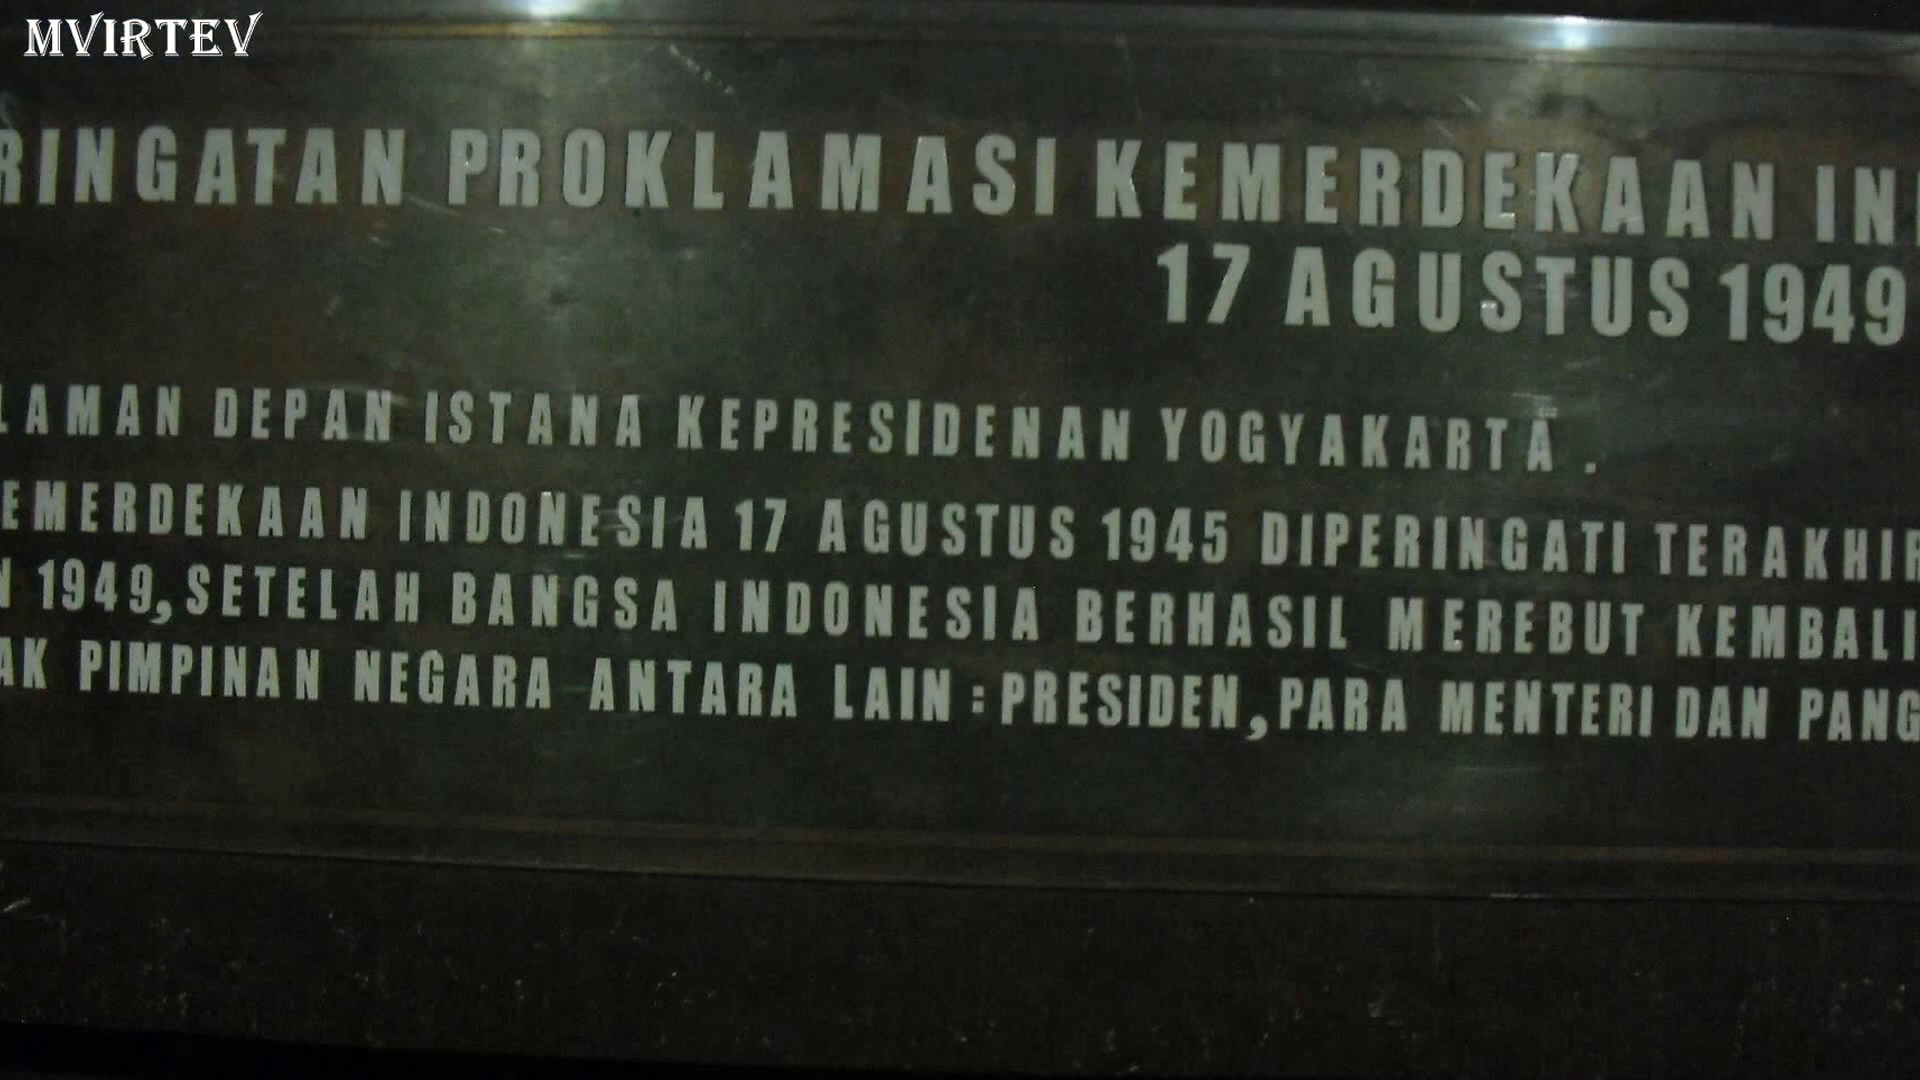 MVIRTEV
RINGATAN PROKLAMASI KEMERDEKAAN IN
17 AGUSTUS 1949
LAMAN DEPAN ISTANA KEPRESIDENAN YOGYAKARTA .
EMERDEKAAN INDONESIA 17 AGUSTUS 1945 DIPERINGATI TERAKHIR
N 1949, SETELAH BANGSA INDONESIA BERHASIL MEREBUT KEMBALI
AK PIMPINAN NEGARA ANTARA LAIN : PRESIDEN, PARA MENTERI DAN PANG